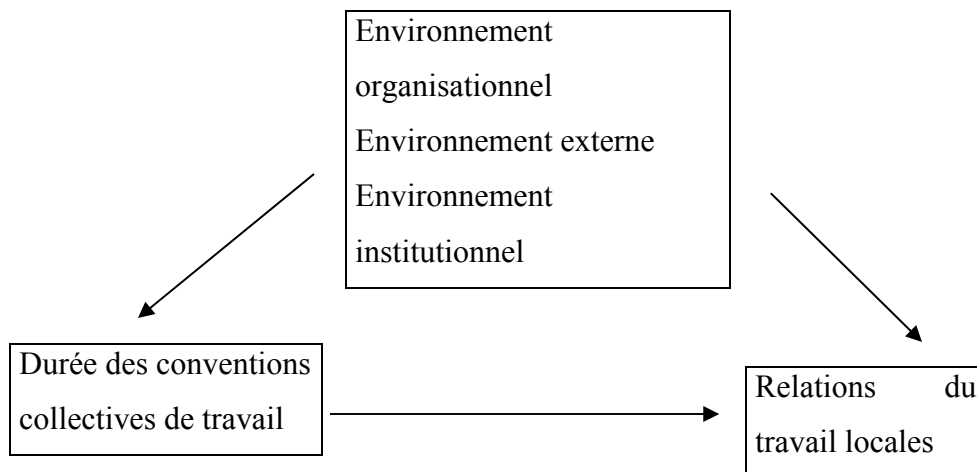 Environnement
organisationnel
Environnement externe
Environnement
institutionnel
Durée des conventions
collectives de travail
Relations du
travail locales